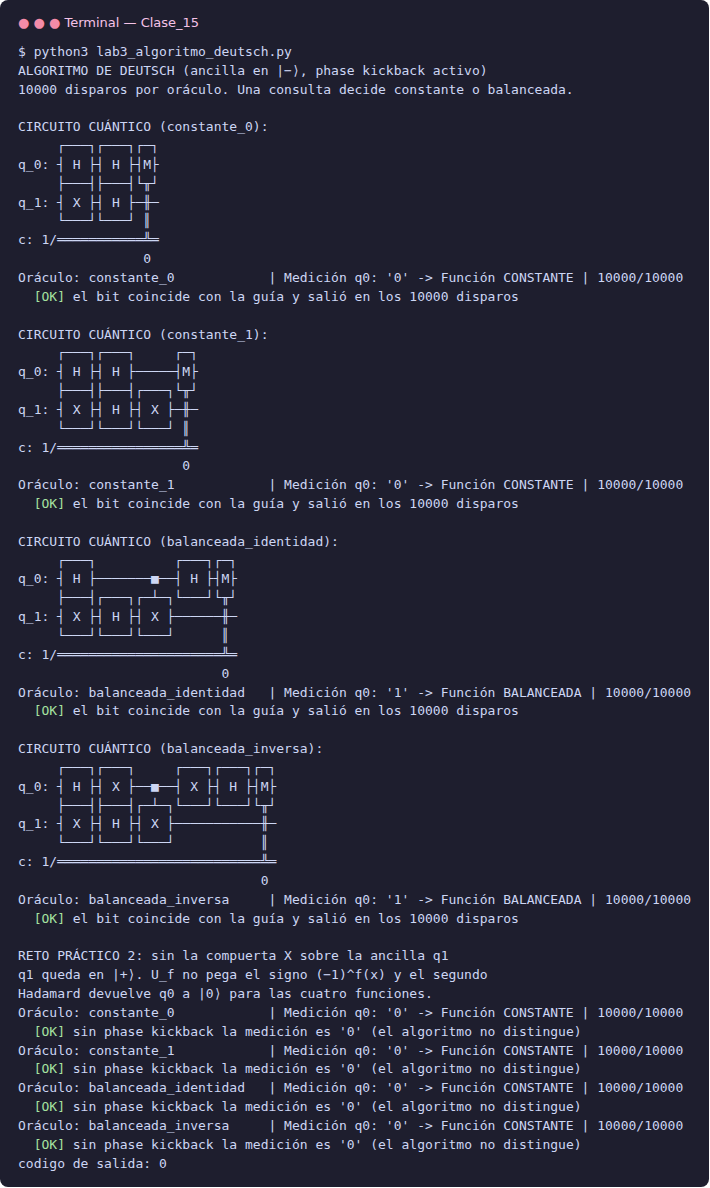 Terminal — Clase_15
$ python3 lab3_algoritmo_deutsch.py
ALGORITMO DE DEUTSCH (ancilla en |−⟩, phase kickback activo)
10000 disparos por oráculo. Una consulta decide constante o balanceada.
CIRCUITO CUÁNTICO (constante_0):
     ┌───┐┌───┐┌─┐
q_0: ┤ H ├┤ H ├┤M├
     ├───┤├───┤└╥┘
q_1: ┤ X ├┤ H ├─╫─
     └───┘└───┘ ║
c: 1/═══════════╩═
                0
Oráculo: constante_0          | Medición q0: '0' -> Función CONSTANTE | 10000/10000
  [OK] el bit coincide con la guía y salió en los 10000 disparos
CIRCUITO CUÁNTICO (constante_1):
     ┌───┐┌───┐     ┌─┐
q_0: ┤ H ├┤ H ├─────┤M├
     ├───┤├───┤┌───┐└╥┘
q_1: ┤ X ├┤ H ├┤ X ├─╫─
     └───┘└───┘└───┘ ║
c: 1/════════════════╩═
                     0
Oráculo: constante_1          | Medición q0: '0' -> Función CONSTANTE | 10000/10000
  [OK] el bit coincide con la guía y salió en los 10000 disparos
CIRCUITO CUÁNTICO (balanceada_identidad):
     ┌───┐          ┌───┐┌─┐
q_0: ┤ H ├───────■──┤ H ├┤M├
     ├───┤┌───┐┌─┴─┐└───┘└╥┘
q_1: ┤ X ├┤ H ├┤ X ├──────╫─
     └───┘└───┘└───┘      ║
c: 1/═════════════════════╩═
                          0
Oráculo: balanceada_identidad   | Medición q0: '1' -> Función BALANCEADA | 10000/10000
  [OK] el bit coincide con la guía y salió en los 10000 disparos
CIRCUITO CUÁNTICO (balanceada_inversa):
     ┌───┐┌───┐     ┌───┐┌───┐┌─┐
q_0: ┤ H ├┤ X ├──■──┤ X ├┤ H ├┤M├
     ├───┤├───┤┌─┴─┐└───┘└───┘└╥┘
q_1: ┤ X ├┤ H ├┤ X ├───────────╫─
     └───┘└───┘└───┘           ║
c: 1/══════════════════════════╩═
                               0
Oráculo: balanceada_inversa     | Medición q0: '1' -> Función BALANCEADA | 10000/10000
  [OK] el bit coincide con la guía y salió en los 10000 disparos
RETO PRÁCTICO 2: sin la compuerta X sobre la ancilla q1
q1 queda en |+⟩. U_f no pega el signo (−1)^f(x) y el segundo
Hadamard devuelve q0 a |0⟩ para las cuatro funciones.
Oráculo: constante_0            | Medición q0: '0' -> Función CONSTANTE | 10000/10000
  [OK] sin phase kickback la medición es '0' (el algoritmo no distingue)
Oráculo: constante_1            | Medición q0: '0' -> Función CONSTANTE | 10000/10000
  [OK] sin phase kickback la medición es '0' (el algoritmo no distingue)
Oráculo: balanceada_identidad   | Medición q0: '0' -> Función CONSTANTE | 10000/10000
  [OK] sin phase kickback la medición es '0' (el algoritmo no distingue)
Oráculo: balanceada_inversa     | Medición q0: '0' -> Función CONSTANTE | 10000/10000
  [OK] sin phase kickback la medición es '0' (el algoritmo no distingue)
codigo de salida: 0